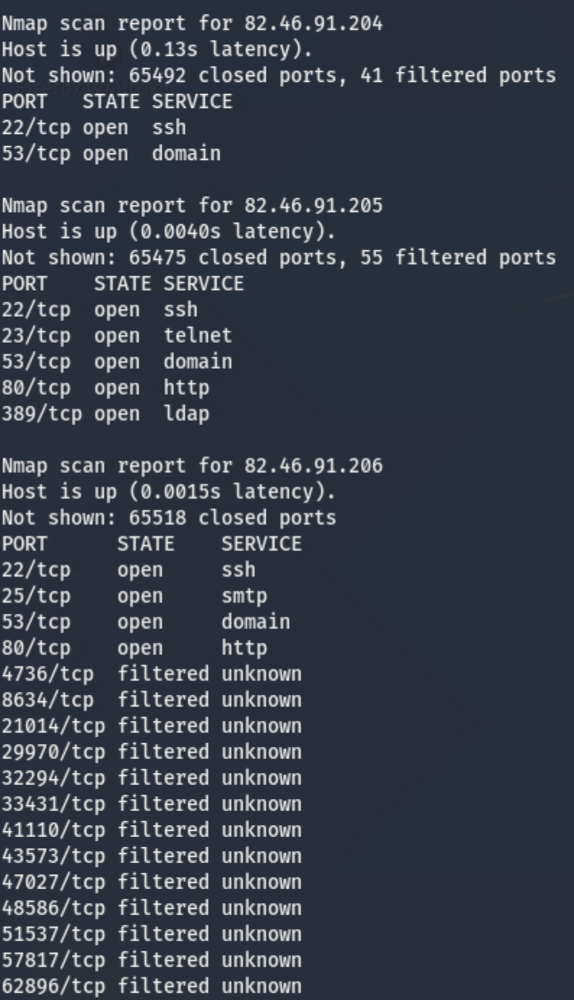 Nmap scan report for 82.46.91.204
Host is up (0.13s latency).
Not shown: 65492 closed ports, 41 filtered ports
PORT   STATE SERVICE
22/tcp open  ssh
53/tcp open  domain

Nmap scan report for 82.46.91.205
Host is up (0.0040s latency).
Not shown: 65475 closed ports, 55 filtered ports
PORT    STATE SERVICE
22/tcp  open  ssh
23/tcp  open  telnet
53/tcp  open  domain
80/tcp  open  http
389/tcp open  ldap

Nmap scan report for 82.46.91.206
Host is up (0.0015s latency).
Not shown: 65518 closed ports
PORT      STATE    SERVICE
22/tcp    open     ssh
25/tcp    open     smtp
53/tcp    open     domain
80/tcp    open     http
4736/tcp  filtered unknown
8634/tcp  filtered unknown
21014/tcp filtered unknown
29970/tcp filtered unknown
32294/tcp filtered unknown
33431/tcp filtered unknown
41110/tcp filtered unknown
43573/tcp filtered unknown
47027/tcp filtered unknown
48586/tcp filtered unknown
51537/tcp filtered unknown
57817/tcp filtered unknown
62896/tcp filtered unknown